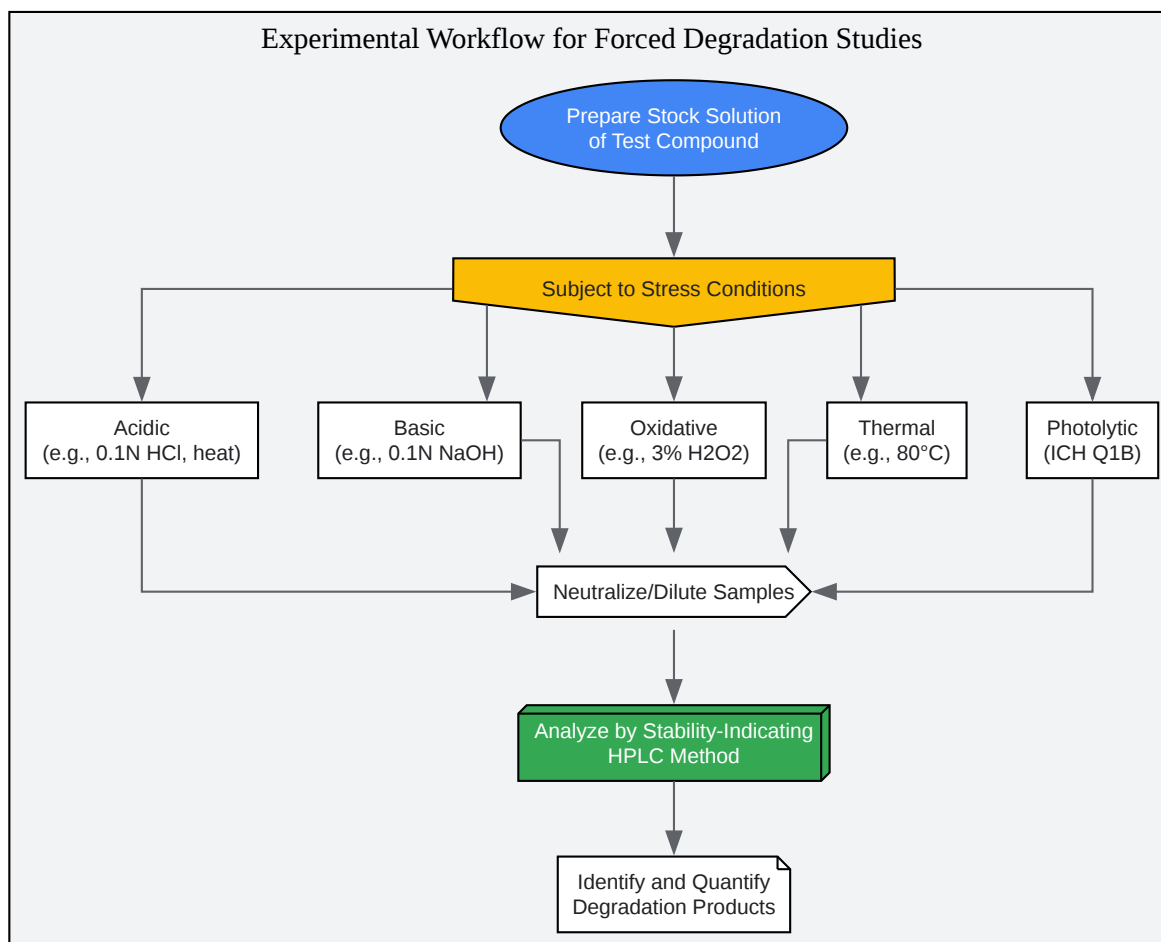 Experimental Workflow for Forced Degradation Studies
Prepare Stock Solution
of Test Compound
Subject to Stress Conditions
Acidic
(e.g., 0.1N HCl, heat)
Basic
(e.g., 0.1N NaOH)
Oxidative
(e.g., 3% H2O2)
Thermal
(e.g., 80°C)
Photolytic
(ICH Q1B)
Neutralize/Dilute Samples
Analyze by Stability-Indicating
HPLC Method
Identify and Quantify
Degradation Products